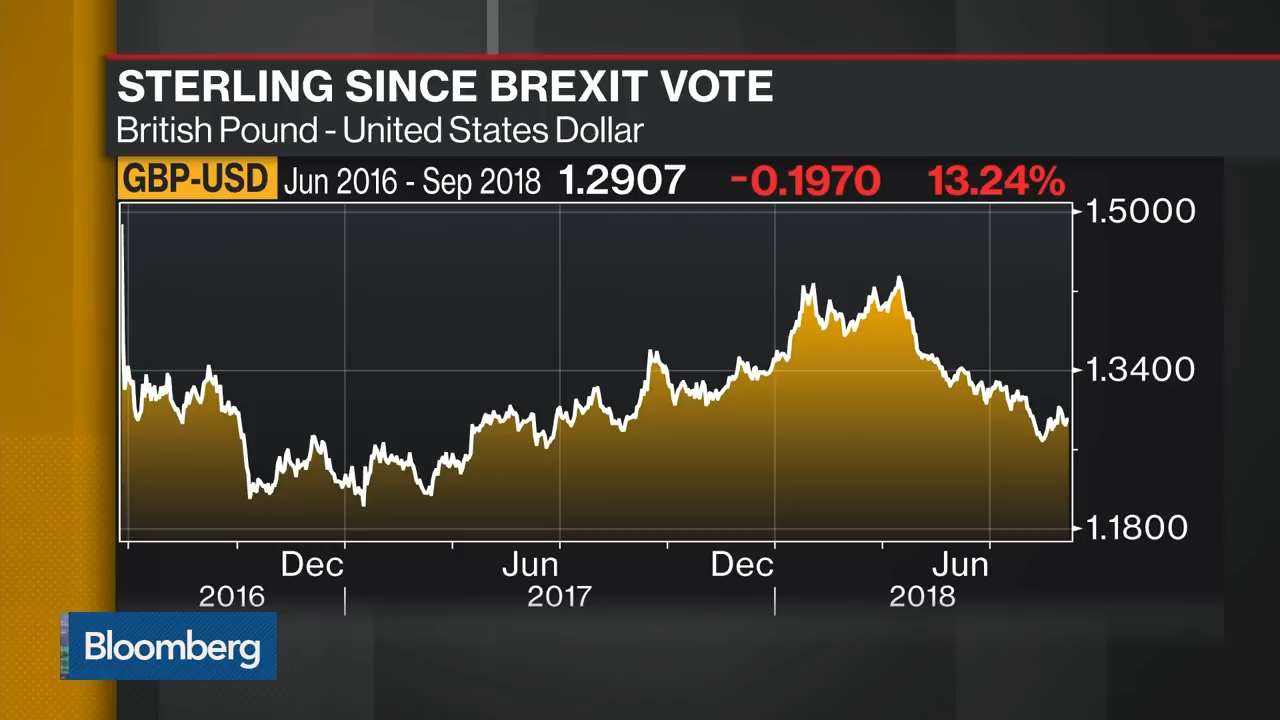 STERLING SINCE BREXIT VOTE
British Pound - United States Dollar
GBP-USD Jun 2016 - Sep 2018 1.2907 -0.1970 13.24%
1.5000
1.3400
1.1800
Dec Jun Dec Jun
2016 2017 2018
Bloomberg